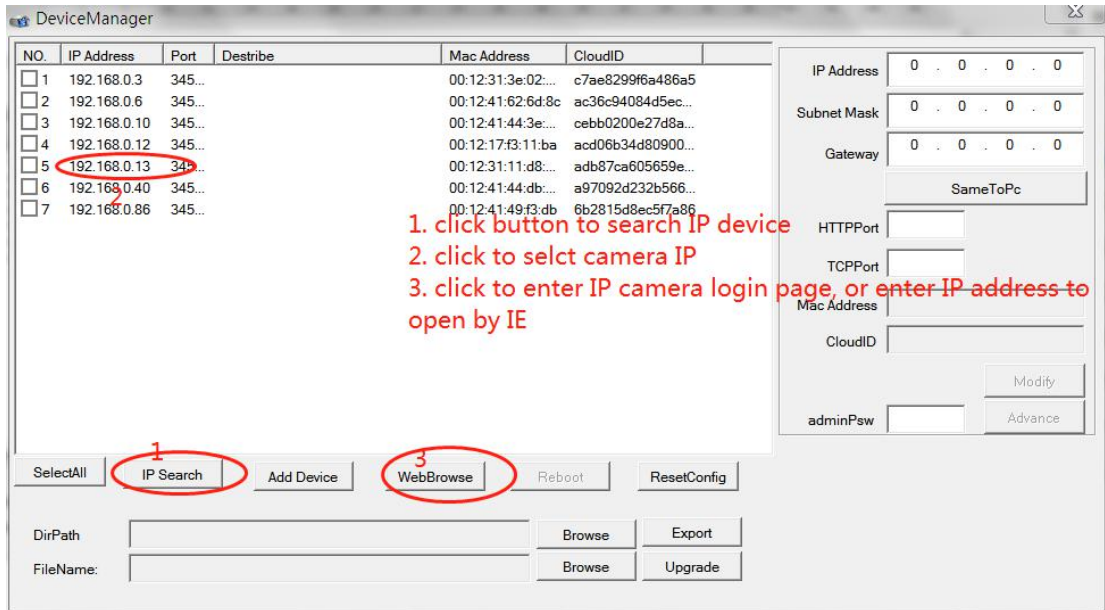 DeviceManager
NO. IP Address Port Destribe Mac Address CloudID
1 192.168.0.3 345... 00:12:31:3e:02:... c7ae8299f6a486a5
2 192.168.0.6 345... 00:12:41:62:6d:8c ac36c94084d5ec...
3 192.168.0.10 345... 00:12:41:44:3e:... cebb0200e27d8a...
4 192.168.0.12 345... 00:12:17:f3:11:ba acd06b34d80900...
5 192.168.0.13 345... 00:12:31:11:d8:... adb87ca605659e...
6 192.168.0.40 345... 00:12:41:44:db:... a97092d232b566...
2
7 192.168.0.86 345... 00:12:41:49:f3:db 6b2815d8ec5f7a86
1. click button to search IP device
2. click to selct camera IP
3. click to enter IP camera login page, or enter IP address to
open by IE
IP Address 0 . 0 . 0 . 0
Subnet Mask 0 . 0 . 0 . 0
Gateway 0 . 0 . 0 . 0
SameToPc
HTTPPort
TCPPort
Mac Address
CloudID
Modify
adminPsw Advance
1 3
SelectAll IP Search Add Device WebBrowse Reboot ResetConfig
DirPath Browse Export
FileName: Browse Upgrade